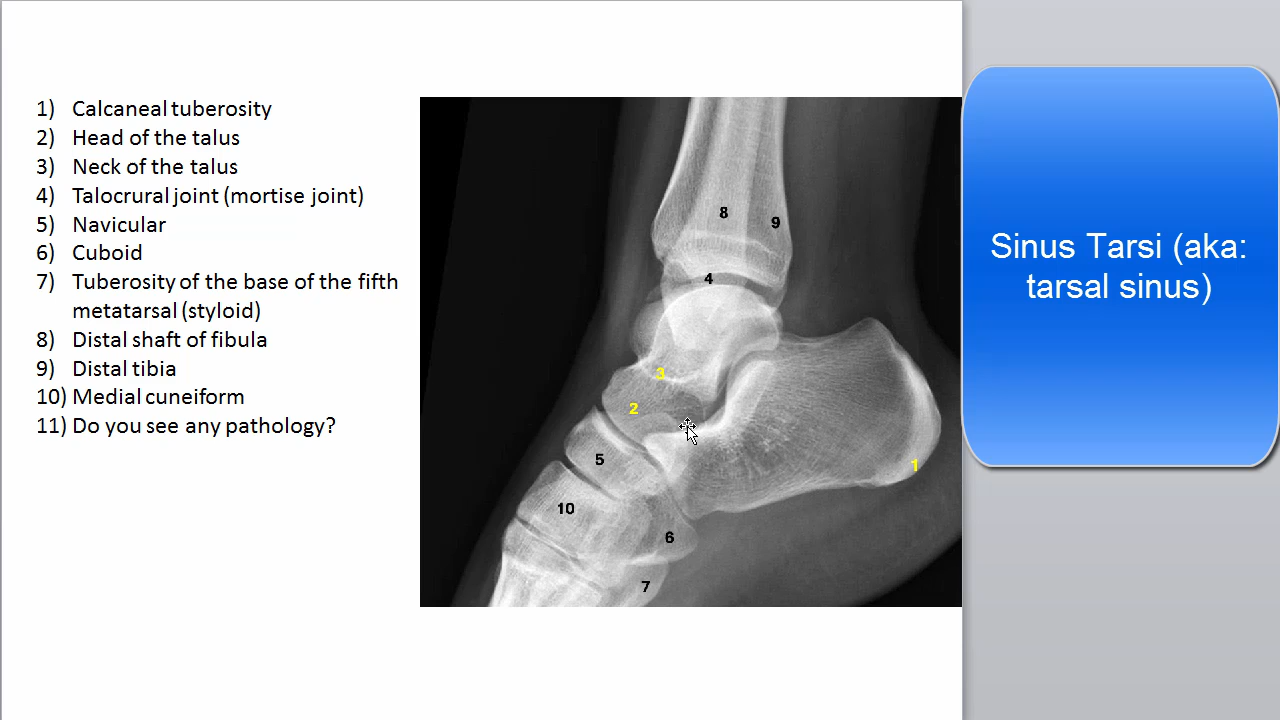 1) Calcaneal tuberosity
2) Head of the talus
3) Neck of the talus
4) Talocrural joint (mortise joint)
5) Navicular
6) Cuboid
7) Tuberosity of the base of the fifth
metatarsal (styloid)
8) Distal shaft of fibula
9) Distal tibia
10) Medial cuneiform
11) Do you see any pathology?
8
9
4
3
2
5
1
10
6
7
Sinus Tarsi (aka:
tarsal sinus)